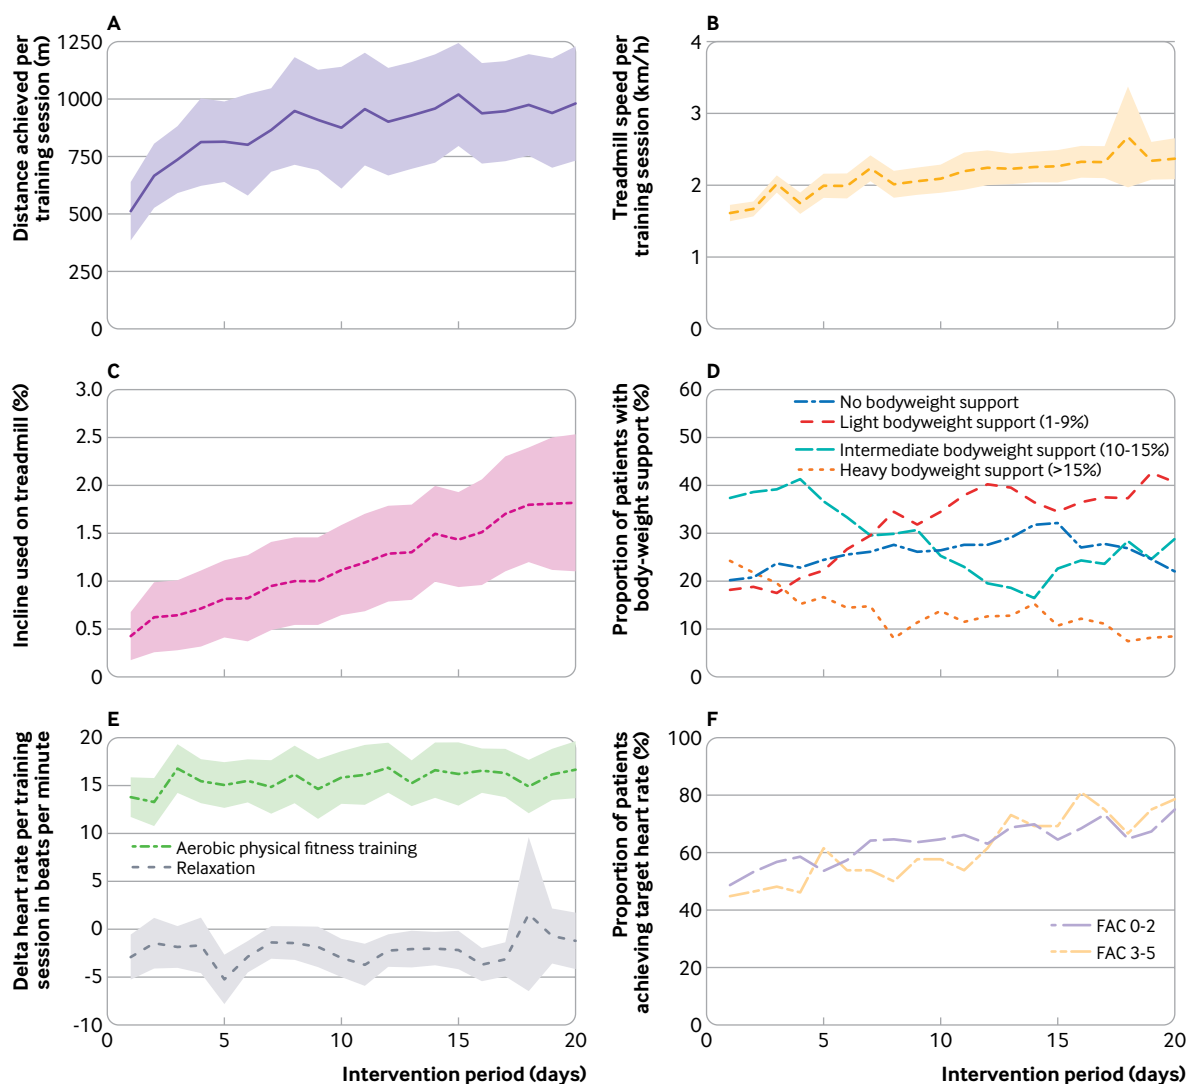 A
Distance achieved per
training session (m)
1250
1000
750
500
250
0
B
Treadmill speed per
training session (km/h)
4
3
2
1
0
C
Incline used on treadmill (%)
3.0
2.5
2.0
1.5
1.0
0.5
0
D
Proportion of patients with
body-weight support (%)
60
50
40
30
20
10
0
No bodyweight support
Light bodyweight support (1-9%)
Intermediate bodyweight support (10-15%)
Heavy bodyweight support (>15%)
E
Delta heart rate per training
session in beats per minute
20
15
10
5
0
-5
-10
Aerobic physical fitness training
Relaxation
0 5 10 15 20
Intervention period (days)
F
Proportion of patients
achieving target heart rate (%)
100
80
60
40
20
0
FAC 0-2
FAC 3-5
0 5 10 15 20
Intervention period (days)